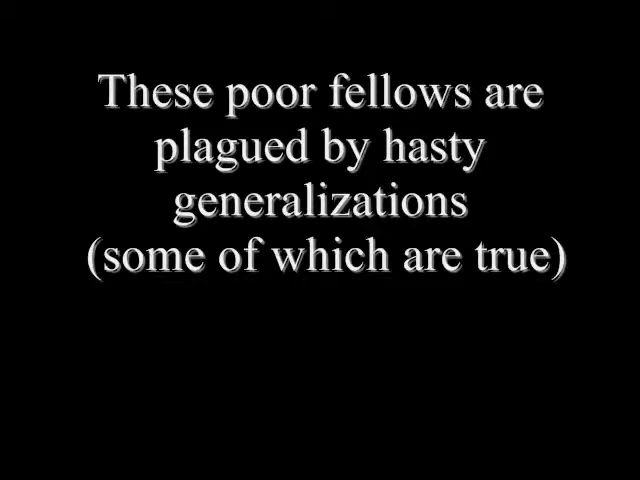 These poor fellows are
plagued by hasty
generalizations
(some of which are true)